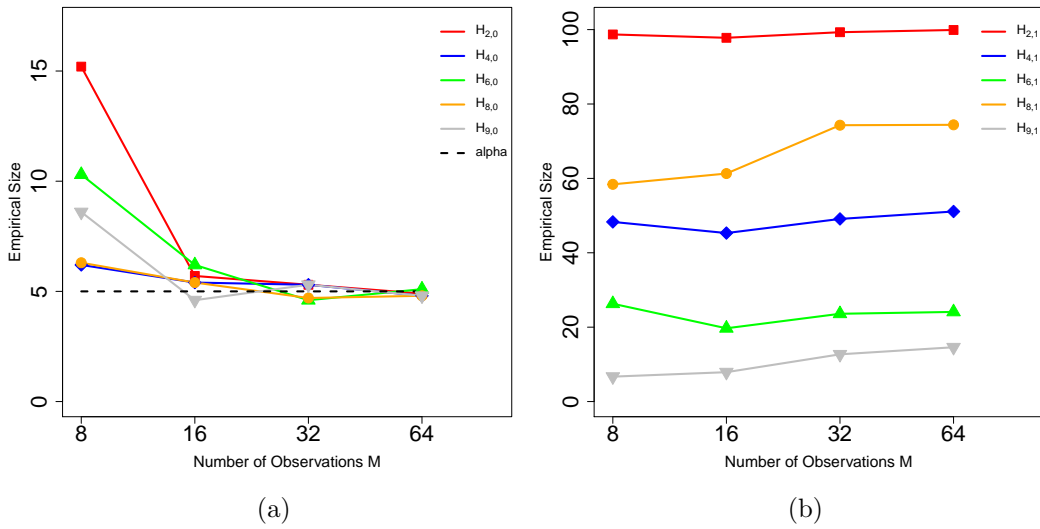 H2,0
H4,0
H6,0
H8,0
H9,0
alpha
15
10
5
0
Empirical Size
8 16 32 64
Number of Observations M
(a)
H2,1
H4,1
H6,1
H8,1
H9,1
100
80
60
40
20
0
Empirical Size
8 16 32 64
Number of Observations M
(b)